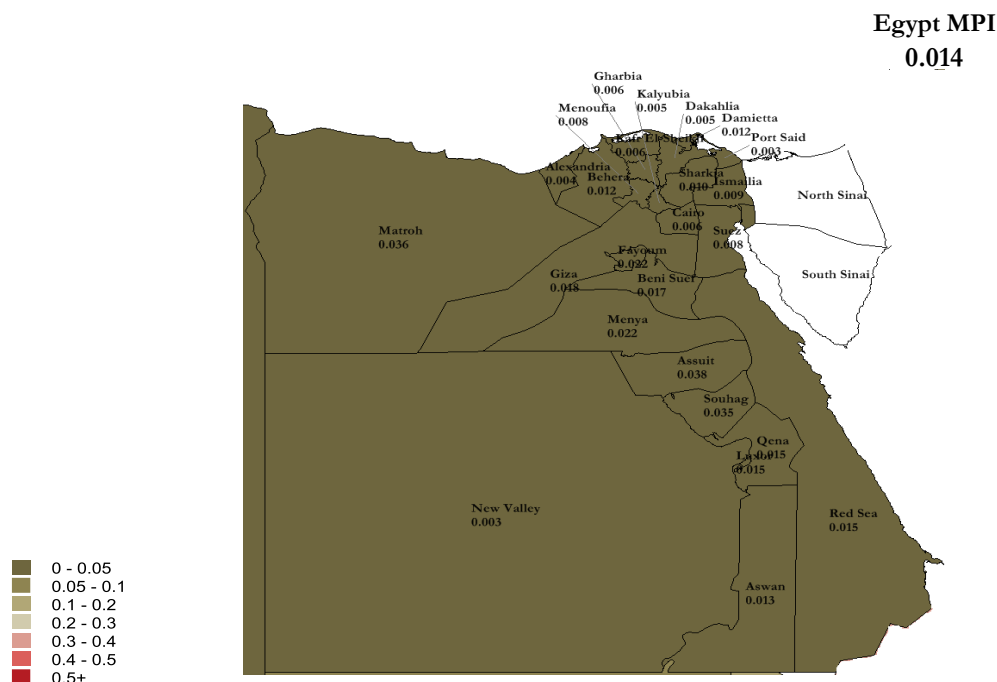 Egypt MPI
0.014
Gharbia
0.006
Kalyubia
0.005
Menoufia
0.008
Dakahlia
0.005
Damietta
0.012
Port Said
0.003
Kafr El-Sheikh
0.006
Alexandria
0.004
Behera
0.012
Sharkia
0.010
Ismailia
0.009
North Sinai
Cairo
0.006
Suez
0.008
Matroh
0.036
Fayoum
0.022
South Sinai
Giza
0.018
Beni Suef
0.017
Menya
0.022
Assuit
0.038
Souhag
0.035
Qena
0.015
Luxor
0.015
New Valley
0.003
Red Sea
0.015
Aswan
0.013
0 - 0.05
0.05 - 0.1
0.1 - 0.2
0.2 - 0.3
0.3 - 0.4
0.4 - 0.5
0.5+